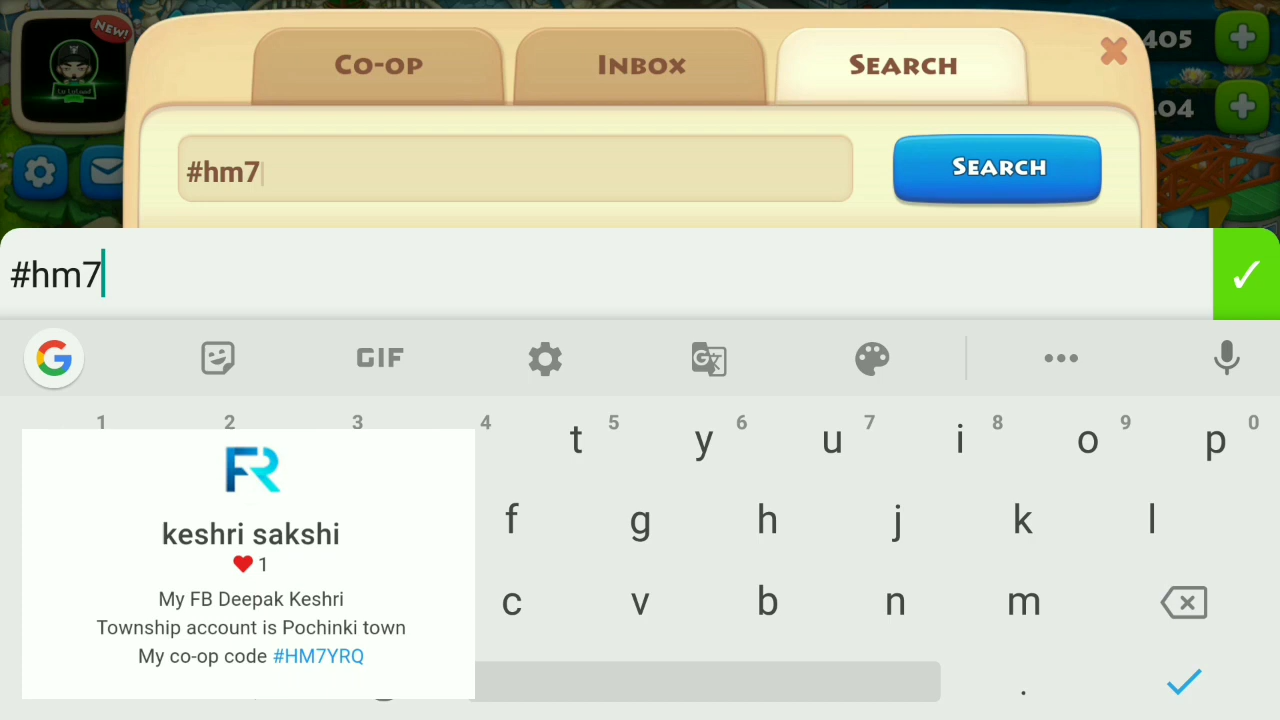 NEW!
CO-OP
INBOX
SEARCH
405
#hm7
SEARCH
04
#hm7
✓
G
GIF
G
1 2 3 4 5 6 7 8 9 0
t y u i o p
FR
keshri sakshi
❤ 1
My FB Deepak Keshri
Township account is Pochinki town
My co-op code #HM7YRQ
f g h j k l
c v b n m
.